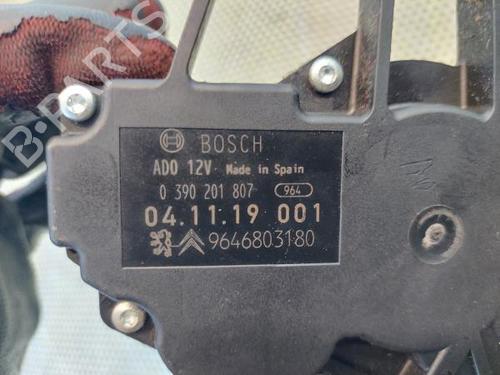 BOSCH
ADO 12V Made in Spain
0 390 201 807 964
04.11.19 001
9646803180
B-PARTS